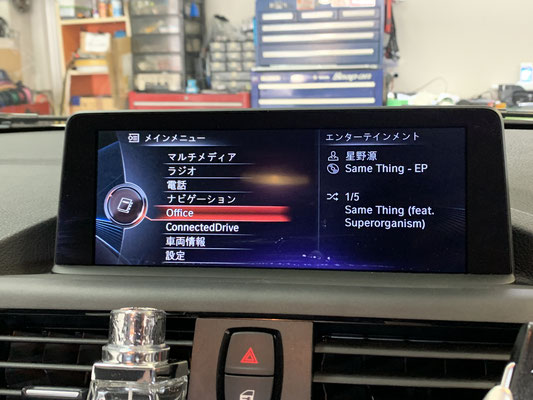 Snap-on
メインメニュー
マルチメディア
ラジオ
電話
ナビゲーション
Office
ConnectedDrive
車両情報
設定
エンターテインメント
星野源
Same Thing - EP
1/5
Same Thing (feat.
Superorganism)